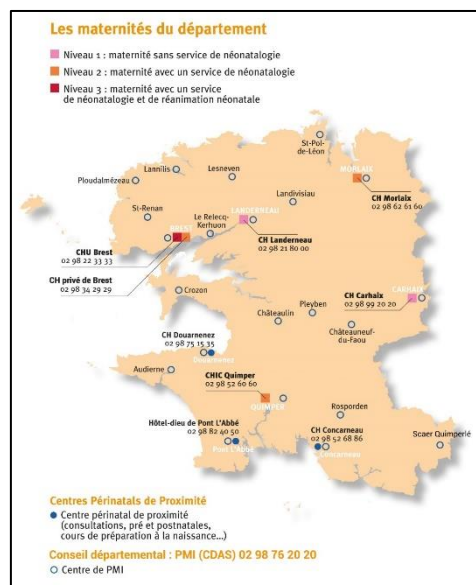 Les maternités du département
Niveau 1 : maternité sans service de néonatalogie
Niveau 2 : maternité avec un service de néonatalogie
Niveau 3 : maternité avec un service
de néonatalogie et de réanimation néonatale
St-Pol-
de-Léon
Lannilis
Lesneven
MORLAIX
Ploudalmézeau
Landivisiau
CH Morlaix
02 98 62 61 60
St-Renan
Le Relecq-
Kerhuon
LANDERNEAU
BREST
CH Landerneau
02 98 21 80 00
CHU Brest
02 98 22 33 33
CH privé de Brest
02 98 34 29 29
Crozon
Pleyben
CH Carhaix
02 98 99 20 20
CARHAIX
Châteaulin
Châteauneuf-
du-Faou
CH Douarnenez
02 98 75 15 35
Douarnenez
Audierne
CHIC Quimper
02 98 52 60 60
QUIMPER
Rosporden
Hôtel-dieu de Pont L'Abbé
02 98 82 40 50
Pont L'Abbé
CH Concarneau
02 98 52 68 86
Concarneau
Scaer Quimperlé
Centres Périnatals de Proximité
Centre périnatal de proximité
(consultations, pré et postnatales,
cours de préparation à la naissance...)
Conseil départemental : PMI (CDAS) 02 98 76 20 20
Centre de PMI